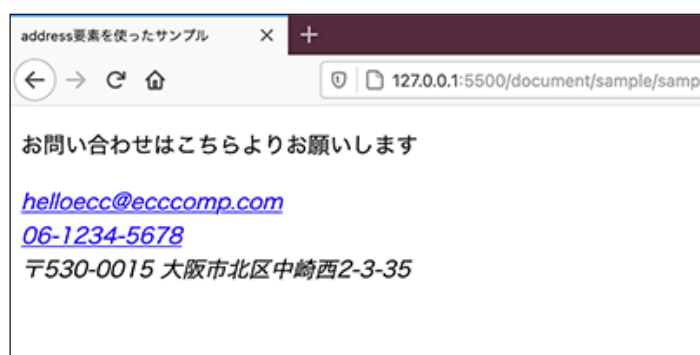 address要素を使ったサンプル
127.0.0.1:5500/document/sample/samp
お問い合わせはこちらよりお願いします
helloecc@ecccomp.com
06-1234-5678
〒530-0015 大阪市北区中崎西2-3-35